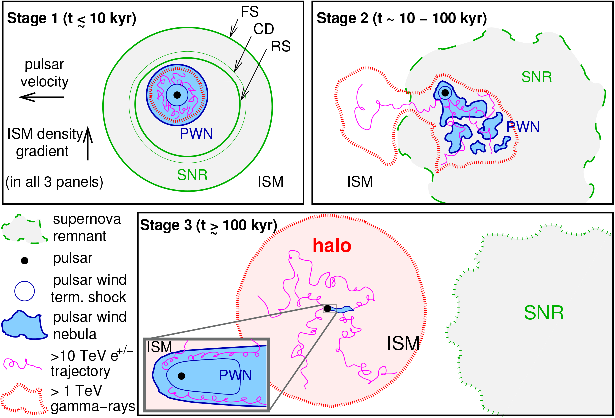 Stage 1 (t ≲ 10 kyr)
FS
CD
RS
pulsar
velocity
ISM density
gradient
(in all 3 panels)
PWN
SNR
ISM
Stage 2 (t ~ 10 – 100 kyr)
SNR
PWN
ISM
supernova
remnant
pulsar
pulsar wind
term. shock
pulsar wind
nebula
>10 TeV e+/−
trajectory
> 1 TeV
gamma−rays
Stage 3 (t ≳ 100 kyr)
halo
ISM
SNR
ISM
PWN